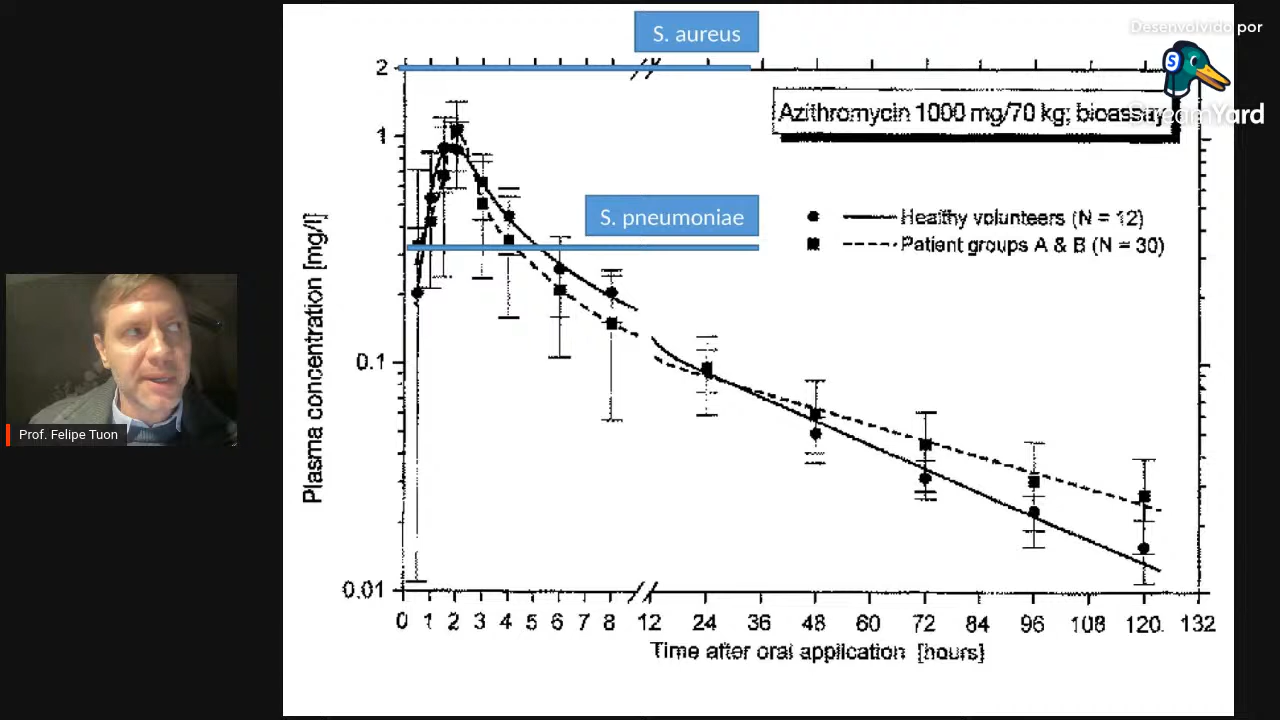 Desenvolvido por
StreamYard
S. aureus
Azithromycin 1000 mg/70 kg; bioassay
S. pneumoniae
Healthy volunteers (N = 12)
Patient groups A & B (N = 30)
Plasma concentration [mg/l]
2
1
0.1
0.01
0 1 2 3 4 5 6 7 8 12 24 36 48 60 72 84 96 108 120. 132
Time after oral application [hours]
S
Prof. Felipe Tuon